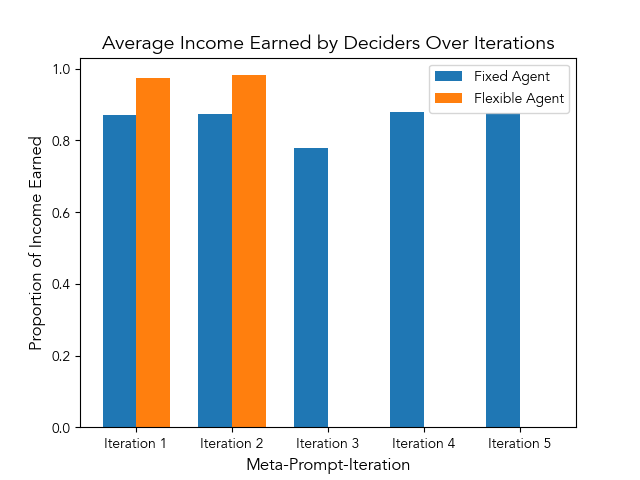 Average Income Earned by Deciders Over Iterations
Fixed Agent
Flexible Agent
Proportion of Income Earned
1.0
0.8
0.6
0.4
0.2
0.0
Iteration 1 Iteration 2 Iteration 3 Iteration 4 Iteration 5
Meta-Prompt-Iteration